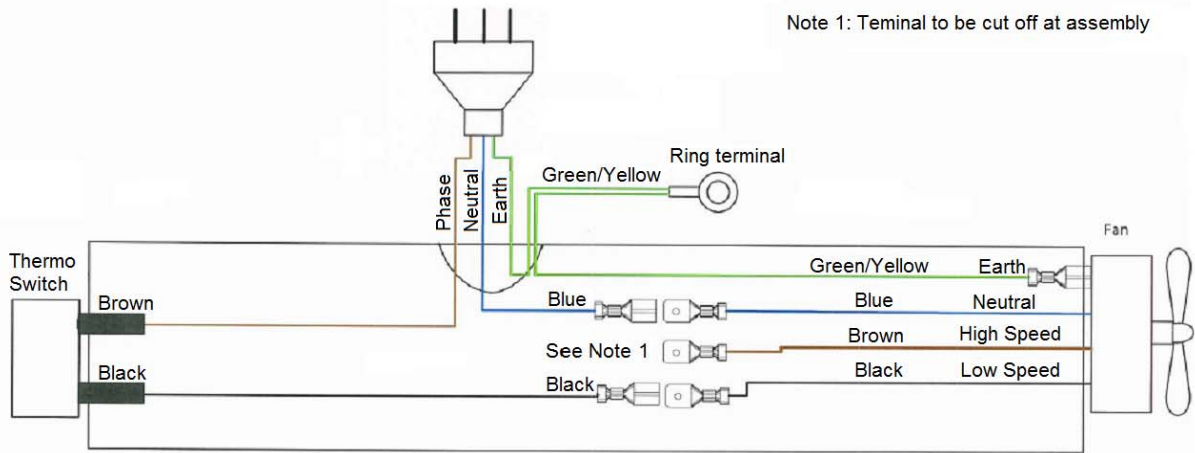 Note 1: Teminal to be cut off at assembly
Ring terminal
Green/Yellow
Phase
Neutral
Earth
Fan
Thermo
Switch
Green/Yellow
Earth
Brown
Blue
Blue
Neutral
See Note 1
Brown
High Speed
Black
Black
Black
Low Speed